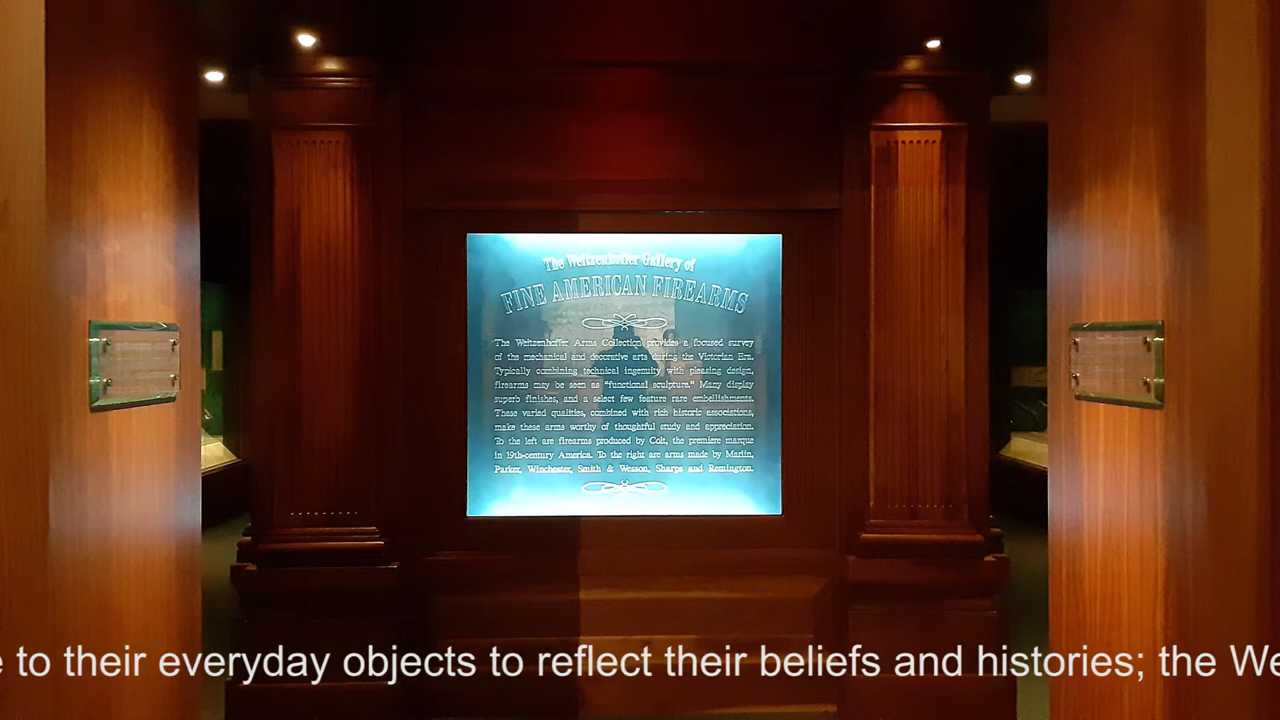 The Weitzenhoffer Gallery of
FINE AMERICAN FIREARMS
The Weitzenhoffer Arms Collection provides a focused survey
of the mechanical and decorative arts during the Victorian Era.
Typically combining technical ingenuity with pleasing design,
firearms may be seen as "functional sculpture." Many display
superb finishes, and a select few feature rare embellishments.
These varied qualities, combined with rich historic associations,
make these arms worthy of thoughtful study and appreciation.
To the left are firearms produced by Colt, the premiere marque
in 19th-century America. To the right are arms made by Marlin,
Parker, Winchester, Smith & Wesson, Sharps and Remington.
e to their everyday objects to reflect their beliefs and histories; the We